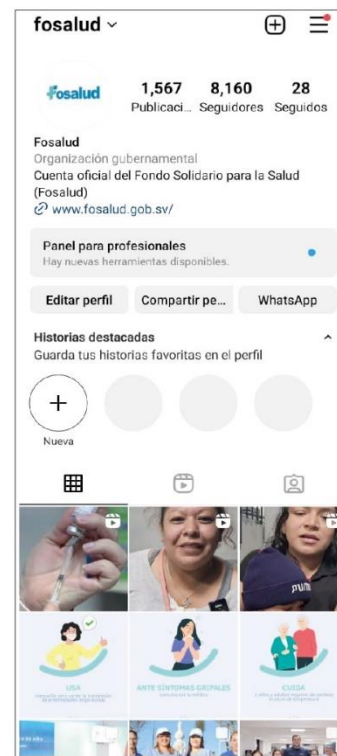 fosalud
Fosalud
1,567 8,160 28
Publicaci... Seguidores Seguidos
Fosalud
Organización gubernamental
Cuenta oficial del Fondo Solidario para la Salud
(Fosalud)
www.fosalud.gob.sv/
Panel para profesionales
Hay nuevas herramientas disponibles.
Editar perfil Compartir pe... WhatsApp
Historias destacadas
Guarda tus historias favoritas en el perfil
Nueva
USA
ANTE SÍNTOMAS GRIPALES
CUIDA